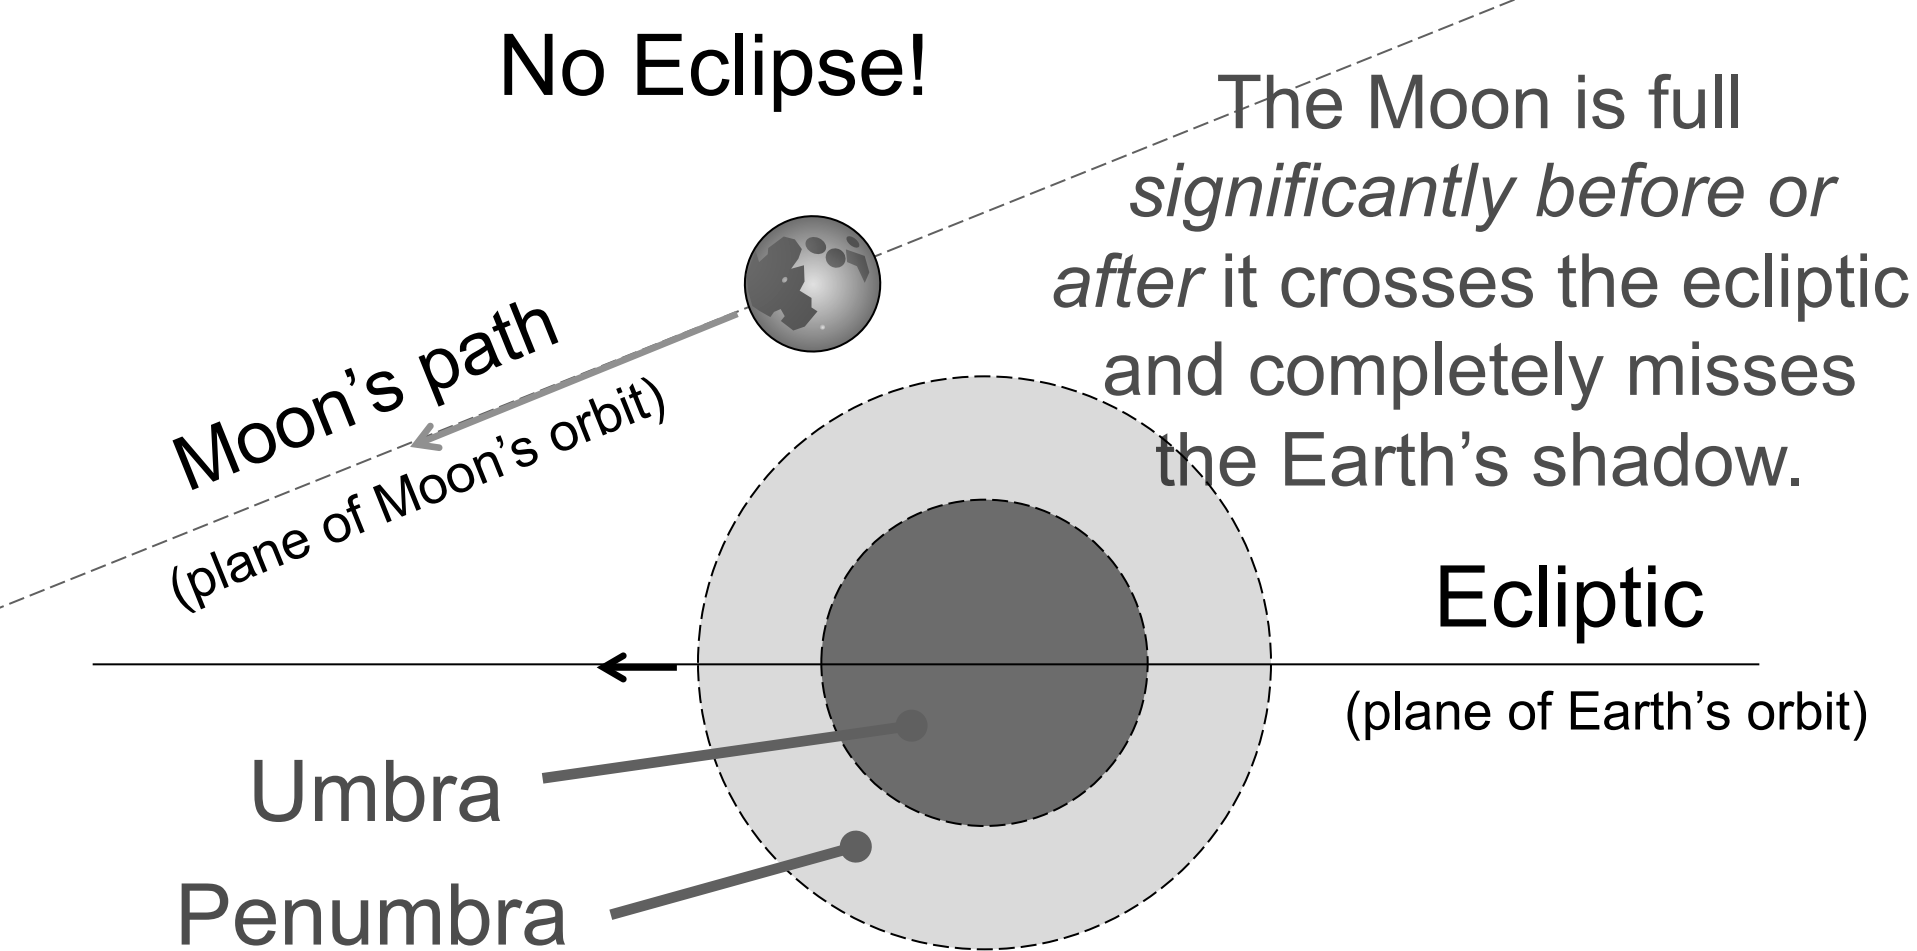 No Eclipse!
The Moon is full
significantly before or
after it crosses the ecliptic
and completely misses
the Earth’s shadow.
Moon’s path
(plane of Moon’s orbit)
Ecliptic
(plane of Earth’s orbit)
Umbra
Penumbra